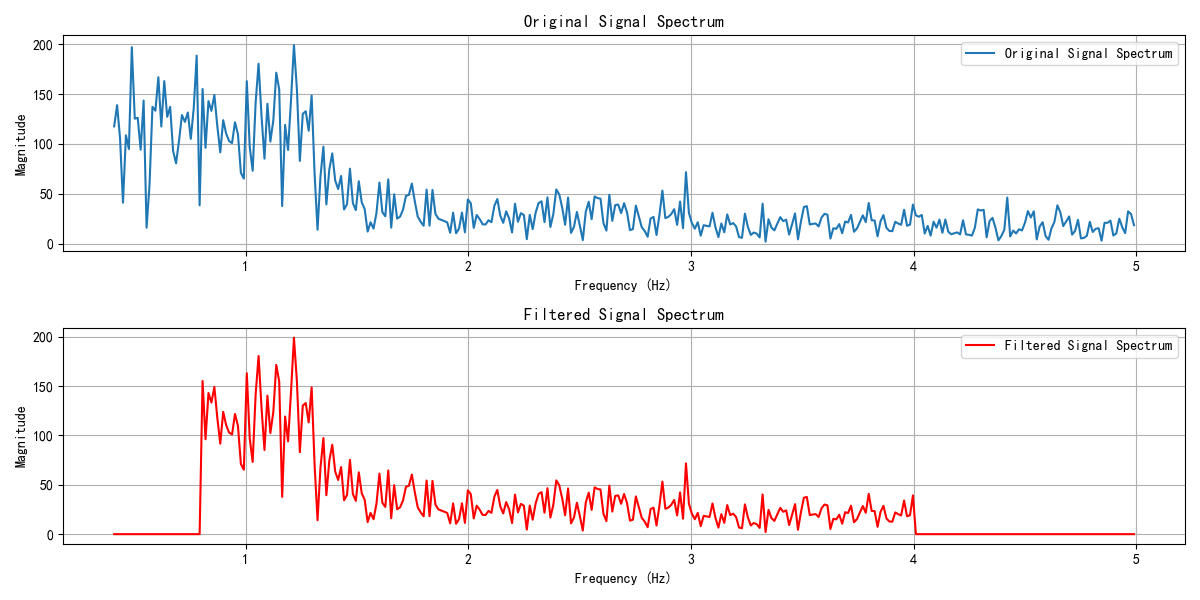 Original Signal Spectrum
Original Signal Spectrum
Magnitude
200
150
100
50
0
1
2
3
4
5
Frequency (Hz)
Filtered Signal Spectrum
Filtered Signal Spectrum
Magnitude
200
150
100
50
0
1
2
3
4
5
Frequency (Hz)